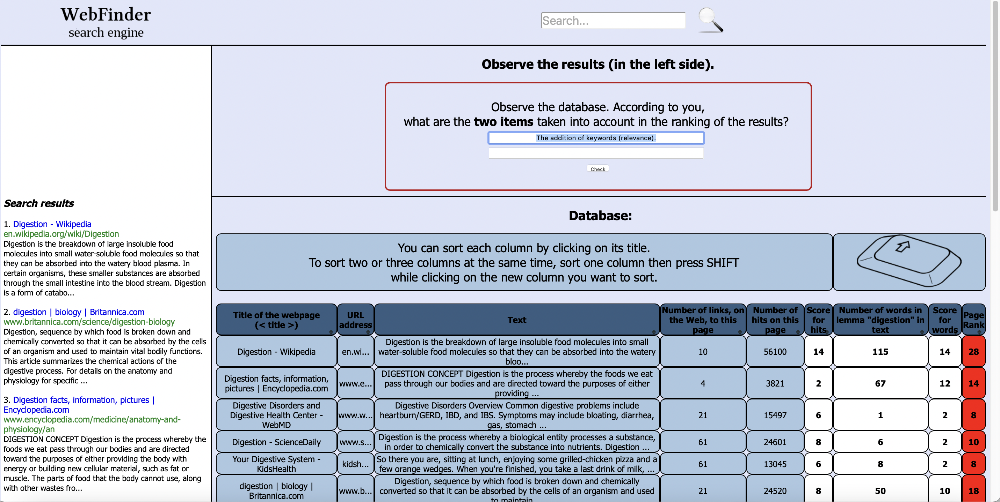 WebFinder
search engine
Search...
Observe the results (in the left side).
Observe the database. According to you,
what are the two items taken into account in the ranking of the results?
The addition of keywords (relevance).
Check
Search results
1. Digestion - Wikipedia
en.wikipedia.org/wiki/Digestion
Digestion is the breakdown of large insoluble food
molecules into small water-soluble food molecules so that
they can be absorbed into the watery blood plasma. In
certain organisms, these smaller substances are absorbed
through the small intestine into the blood stream. Digestion
is a form of catabo...
2. digestion | biology | Britannica.com
www.britannica.com/science/digestion-biology
Digestion, sequence by which food is broken down and
chemically converted so that it can be absorbed by the cells
of an organism and used to maintain vital bodily functions.
This article summarizes the chemical actions of the
digestive process. For details on the anatomy and
physiology for specific ...
3. Digestion facts, information, pictures |
Encyclopedia.com
www.encyclopedia.com/medicine/anatomy-and-
physiology/an
DIGESTION CONCEPT Digestion is the process whereby the
foods we eat pass through our bodies and are directed
toward the purposes of either providing the body with
energy or building new cellular material, such as fat or
muscle. The parts of food that the body cannot use, along
with other wastes fro...
Database:
You can sort each column by clicking on its title.
To sort two or three columns at the same time, sort one column then press SHIFT
while clicking on the new column you want to sort.
Title of the webpage
(< title >)
URL
address
Text
Number of links, on
the Web, to this
page
Number of
hits on this
page
Score
for
hits
Number of words in
lemma "digestion" in
text
Score
for
words
Page
Rank
Digestion - Wikipedia
en.wi...
Digestion is the breakdown of large insoluble food molecules into small
water-soluble food molecules so that they can be absorbed into the watery
bloo...
10
56100
14
115
14
28
Digestion facts, information,
pictures | Encyclopedia.com
www.e...
DIGESTION CONCEPT Digestion is the process whereby the foods we eat
pass through our bodies and are directed toward the purposes of either
providing ...
4
3821
2
67
12
14
Digestive Disorders and
Digestive Health Center -
WebMD
www.w...
Digestive Disorders Overview Common digestive problems include
heartburn/GERD, IBD, and IBS. Symptoms may include bloating, diarrhea,
gas, stomach ...
21
15497
6
1
2
8
Digestion - ScienceDaily
www.s...
Digestion is the process whereby a biological entity processes a substance,
in order to chemically convert the substance into nutrients. Digestion ...
61
24601
8
6
2
10
Your Digestive System -
KidsHealth
kidsh...
So there you are, sitting at lunch, enjoying some grilled-chicken pizza and a
few orange wedges. When you're finished, you take a last drink of milk, ...
61
13045
6
8
2
8
digestion | biology |
Britannica.com
www.b...
Digestion, sequence by which food is broken down and chemically
converted so that it can be absorbed by the cells of an organism and used
to maintain
21
24520
8
50
10
18